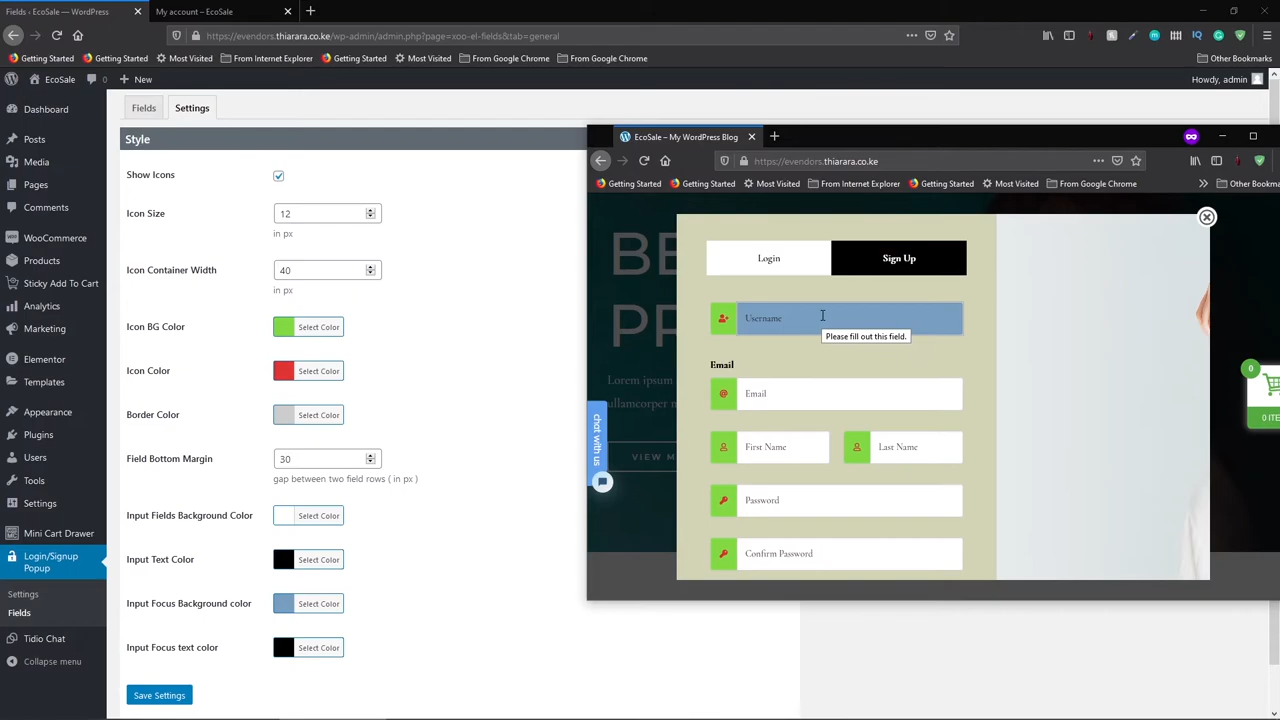 Fields ‹ EcoSale — WordPress
My account – EcoSale
https://evendors.thiarara.co.ke/wp-admin/admin.php?page=xoo-el-fields&tab=general
Getting Started
Getting Started
Most Visited
From Internet Explorer
Getting Started
Most Visited
From Google Chrome
From Google Chrome
Other Bookmarks
EcoSale
0
New
Howdy, admin
Dashboard
Posts
Media
Pages
Comments
WooCommerce
Products
Sticky Add To Cart
Analytics
Marketing
Elementor
Templates
Appearance
Plugins
Users
Tools
Settings
Mini Cart Drawer
Login/Signup
Popup
Settings
Fields
Tidio Chat
Collapse menu
Fields
Settings
Style
Show Icons
Icon Size
12
in px
Icon Container Width
40
in px
Icon BG Color
Select Color
Icon Color
Select Color
Border Color
Select Color
Field Bottom Margin
30
gap between two field rows ( in px )
Input Fields Background Color
Select Color
Input Text Color
Select Color
Input Focus Background color
Select Color
Input Focus text color
Select Color
Save Settings
EcoSale – My WordPress Blog
https://evendors.thiarara.co.ke
Getting Started
Getting Started
Most Visited
From Internet Explorer
Getting Started
Most Visited
From Google Chrome
Other Bookma
BE
PR
Lorem ipsum
ullamcorper
VIEW M
chat with us
Login
Sign Up
Username
Please fill out this field.
Email
Email
First Name
Last Name
Password
Confirm Password
0
0 ITE